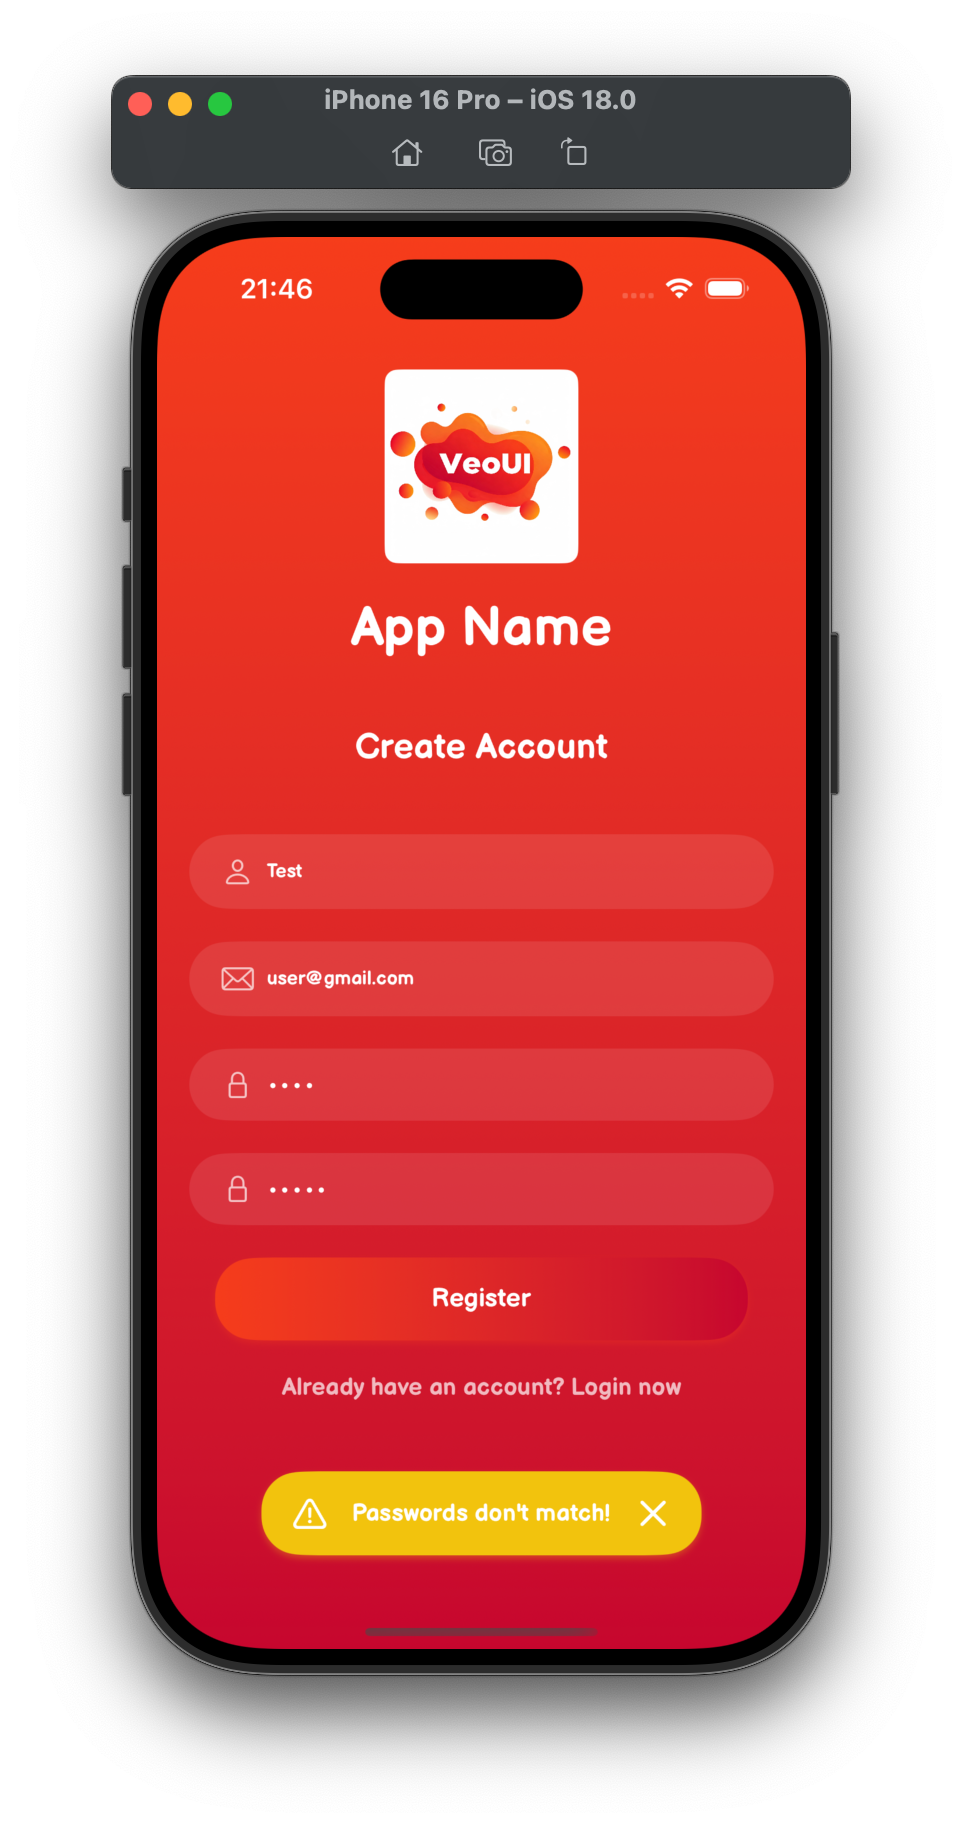 iPhone 16 Pro – iOS 18.0
21:46
VeoUI
App Name
Create Account
Test
user@gmail.com
••••
•••••
Register
Already have an account? Login now
Passwords don't match!